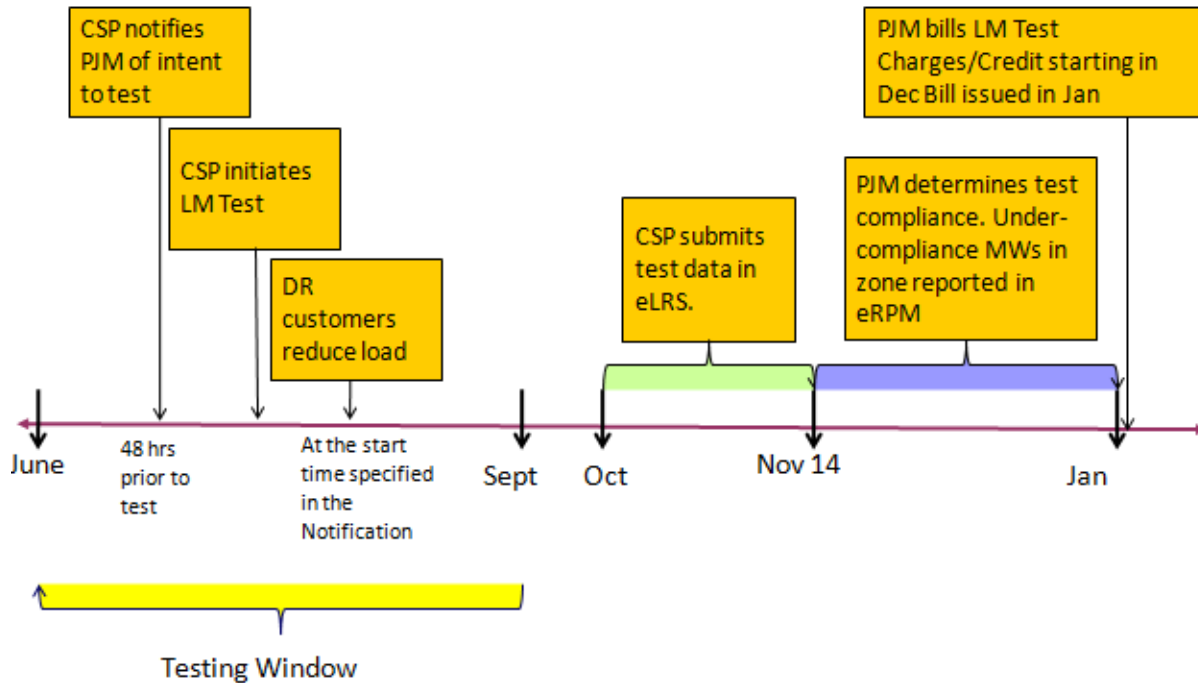 CSP notifies
PJM of intent
to test
PJM bills LM Test
Charges/Credit starting in
Dec Bill issued in Jan
CSP initiates
LM Test
PJM determines test
compliance. Under-
compliance MWs in
zone reported in
eRPM
CSP submits
test data in
eLRS.
DR
customers
reduce load
June
48 hrs
prior to
test
At the start
time specified
in the
Notification
Sept
Oct
Nov 14
Jan
Testing Window